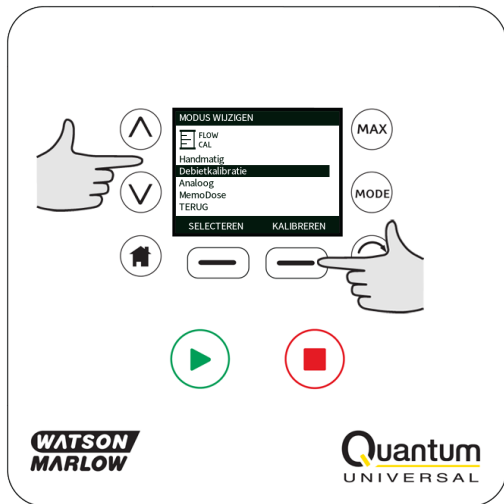 MODUS WIJZIGEN
FLOW
CAL
Handmatig
Debietkalibratie
Analoog
MemoDose
TERUG
SELECTEREN KALIBREREN
MAX
MODE
WATSON
MARLOW
Quantum
UNIVERSAL